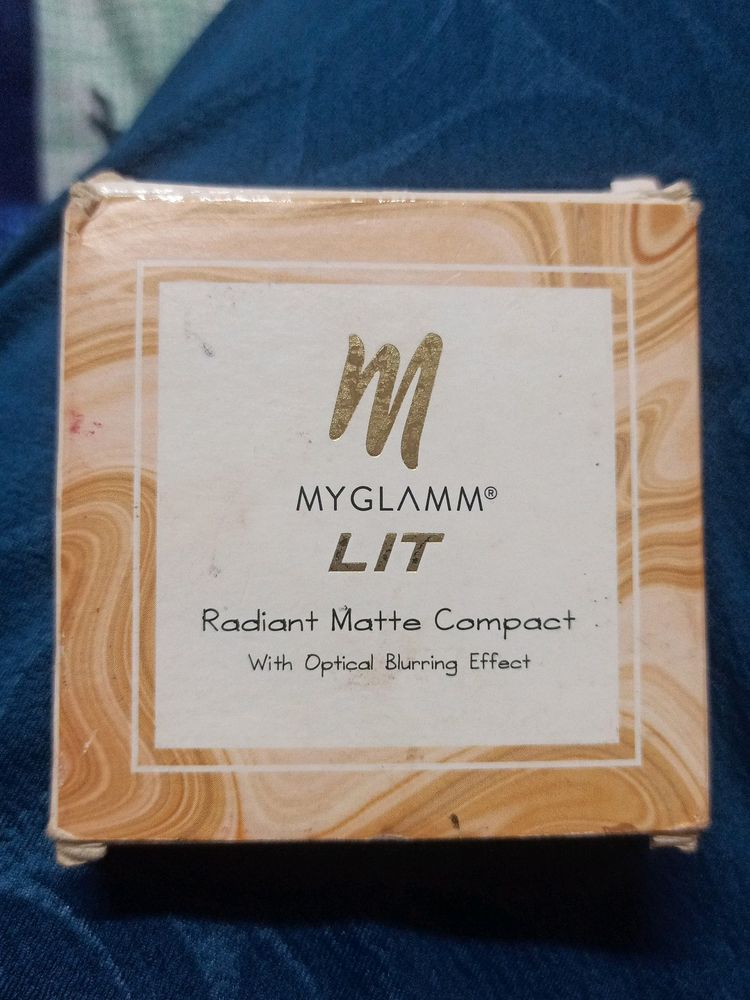 M
MYGLAMM®
LIT
Radiant Matte Compact
With Optical Blurring Effect